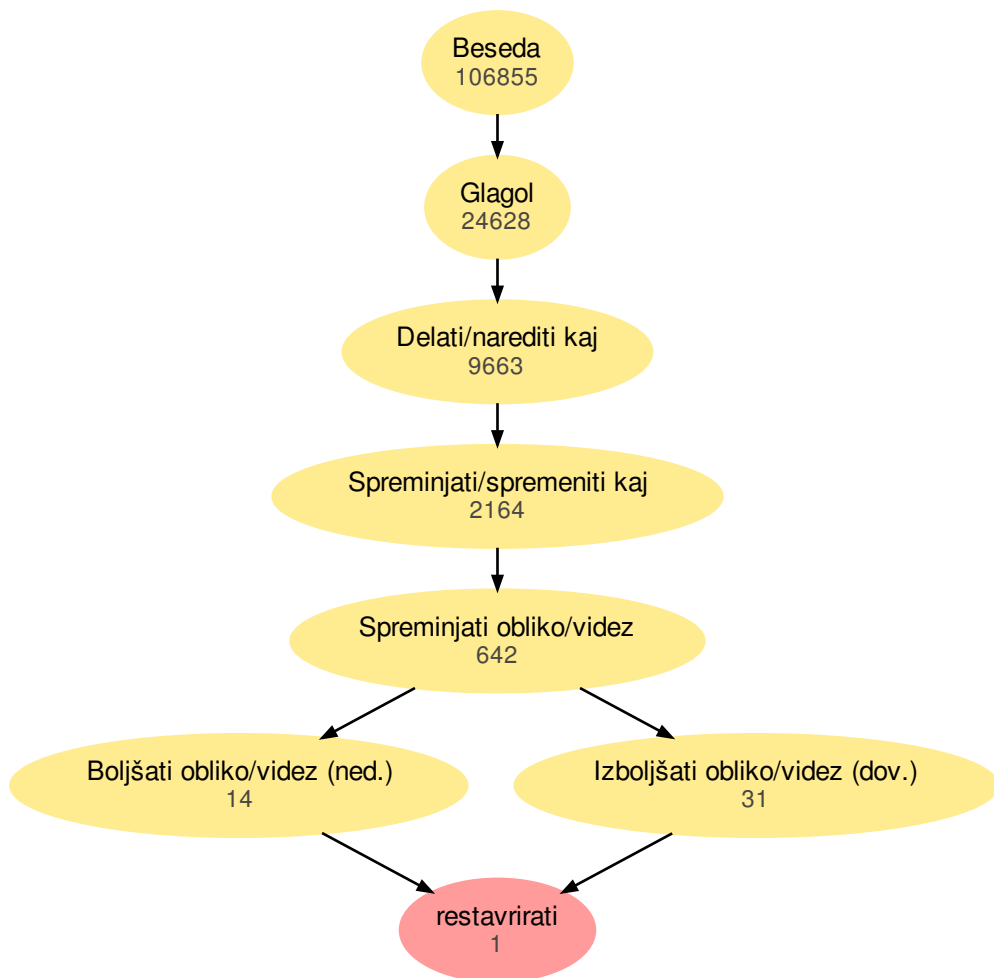 Beseda
106855
Glagol
24628
Delati/narediti kaj
9663
Spreminjati/spremeniti kaj
2164
Spreminjati obliko/videz
642
Boljšati obliko/videz (ned.)
14
Izboljšati obliko/videz (dov.)
31
restavrirati
1